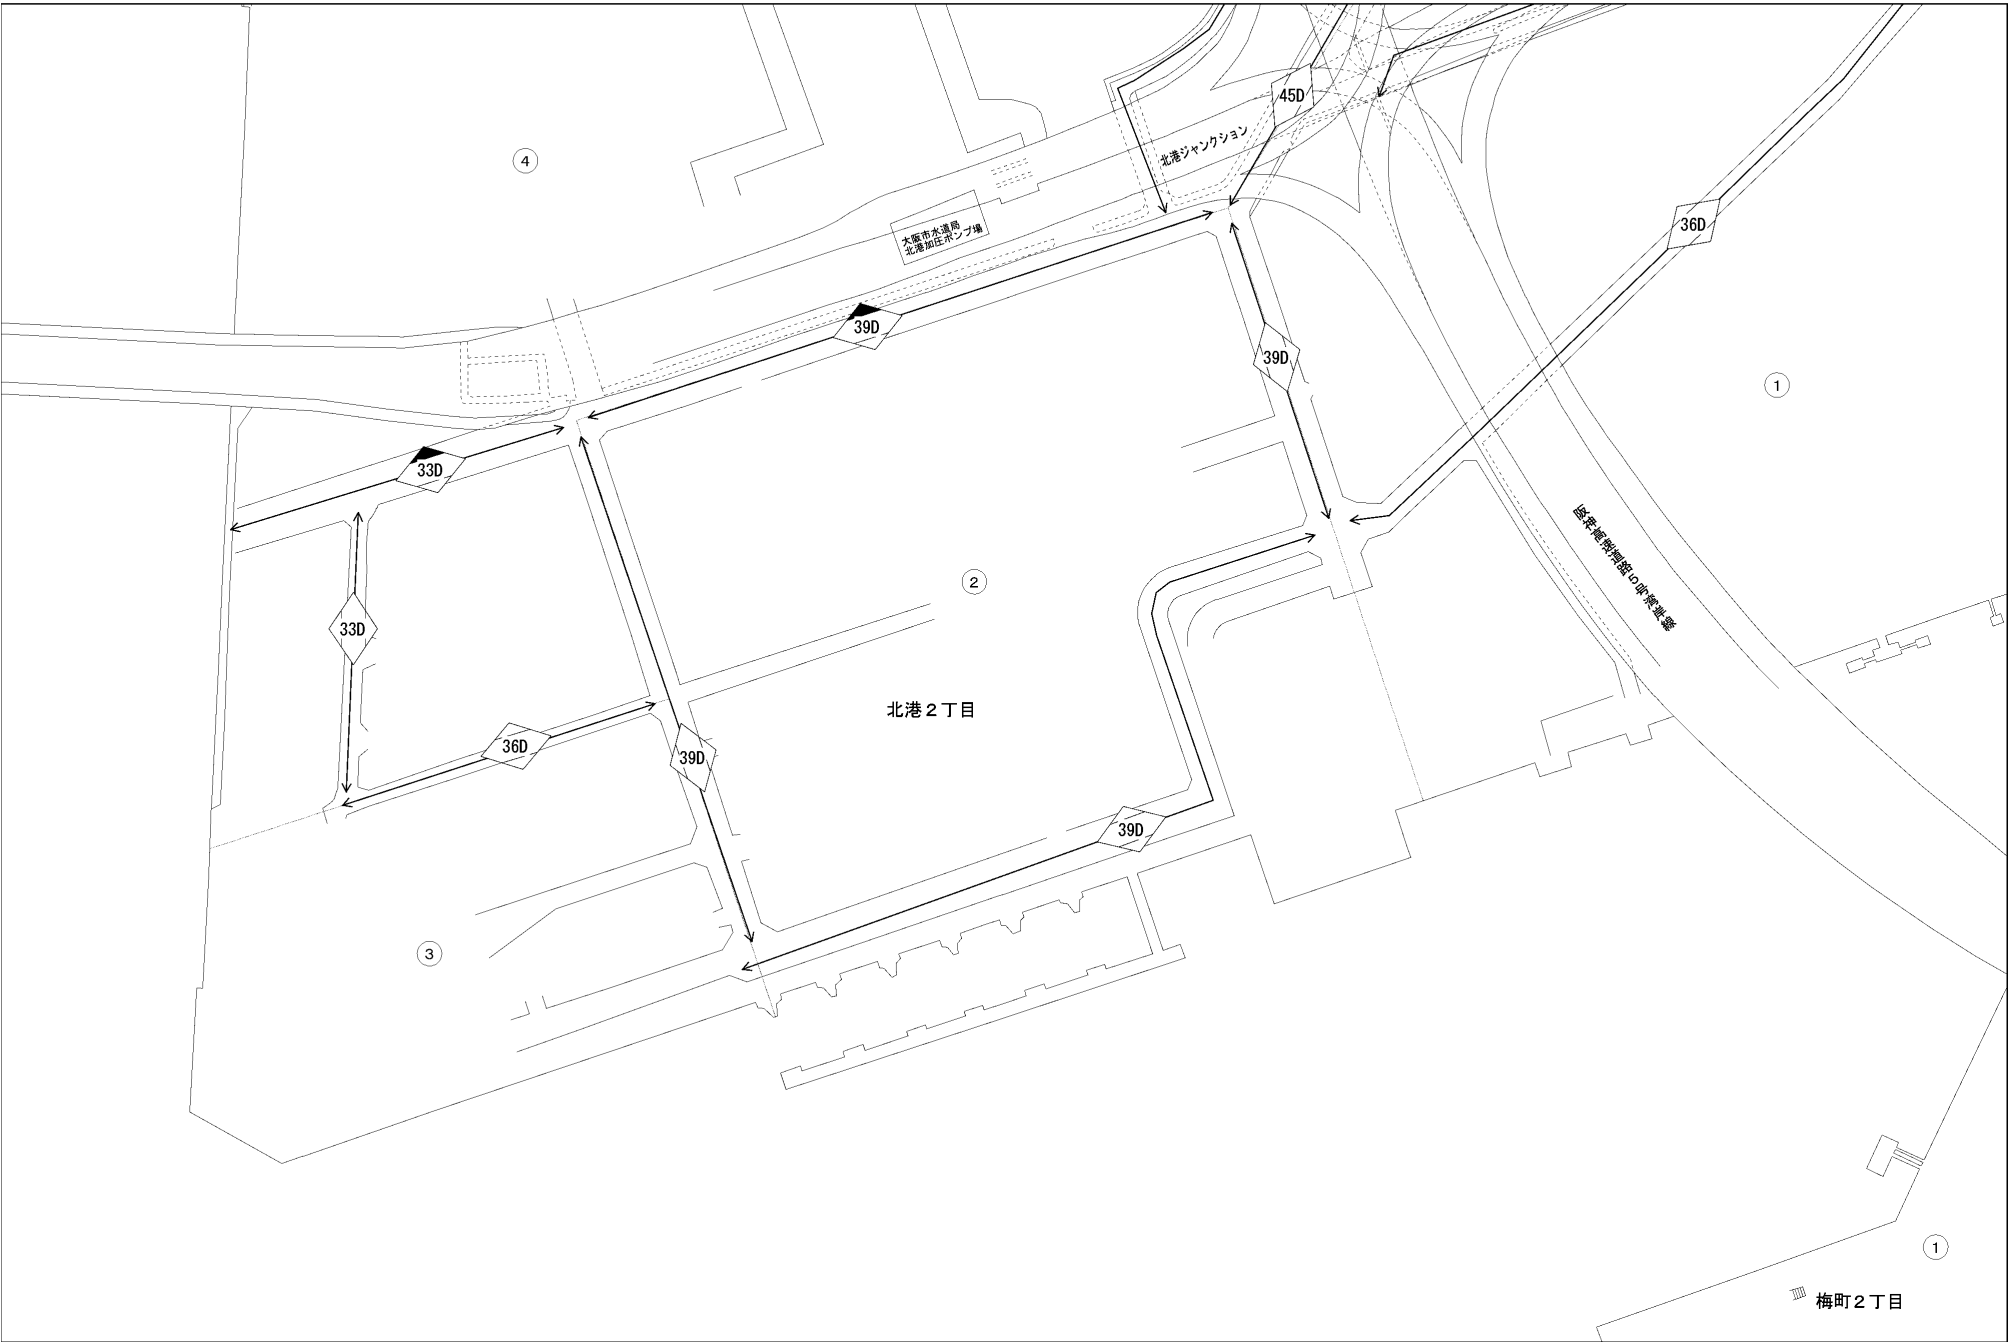 45D
北港ジャンクション
④
36D
大阪市水道局
北港加圧ポンプ場
39D
39D
①
33D
阪神高速道路5号湾岸線
②
33D
北港2丁目
36D
39D
39D
③
①
梅町2丁目